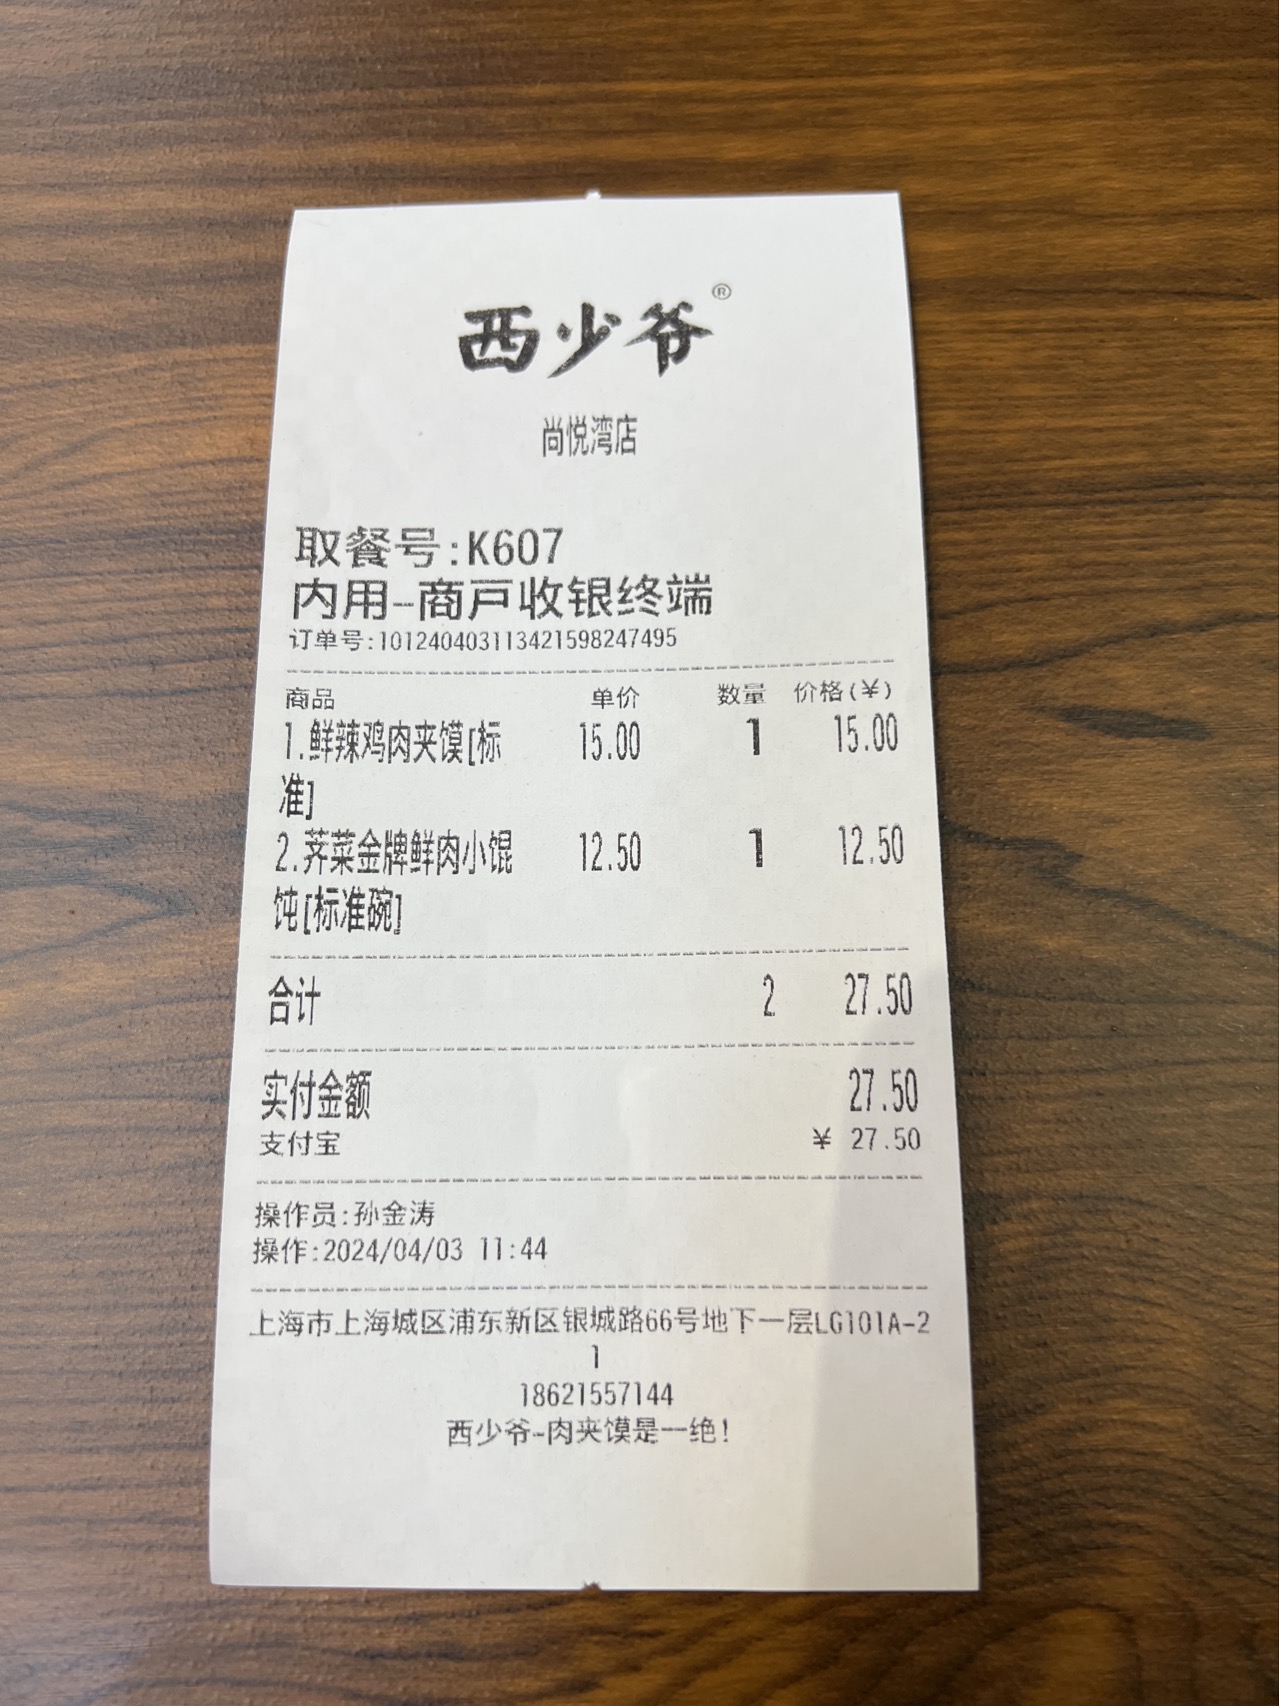 西少爷®
尚悦湾店
取餐号:K607
内用-商户收银终端
订单号:101240403113421598247495
商品 单价 数量 价格(¥)
1.鲜辣鸡肉夹馍[标 15.00 1 15.00
准]
2.荠菜金牌鲜肉小馄 12.50 1 12.50
饨[标准碗]
合计 2 27.50
实付金额 27.50
支付宝 ¥ 27.50
操作员:孙金涛
操作:2024/04/03 11:44
上海市上海城区浦东新区银城路66号地下一层LG101A-2
1
18621557144
西少爷-肉夹馍是一绝!